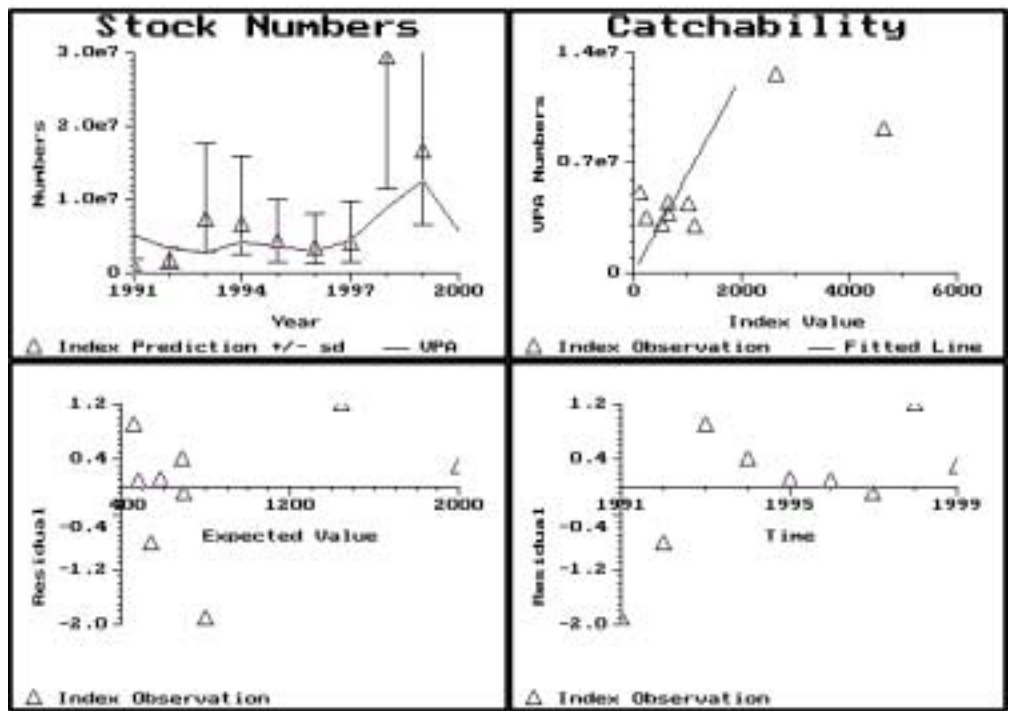 Stock Numbers
3.0e7
2.0e7
1.0e7
0
Numbers
1991 1994 1997 2000
Year
Index Prediction +/- sd VPA
Catchability
1.4e7
0.7e7
0
VPA Numbers
0 2000 4000 6000
Index Value
Index Observation Fitted Line
1.2
0.4
-0.4
-1.2
-2.0
Residual
400 1200 2000
Expected Value
Index Observation
1.2
0.4
-0.4
-1.2
-2.0
Residual
1991 1995 1999
Time
Index Observation